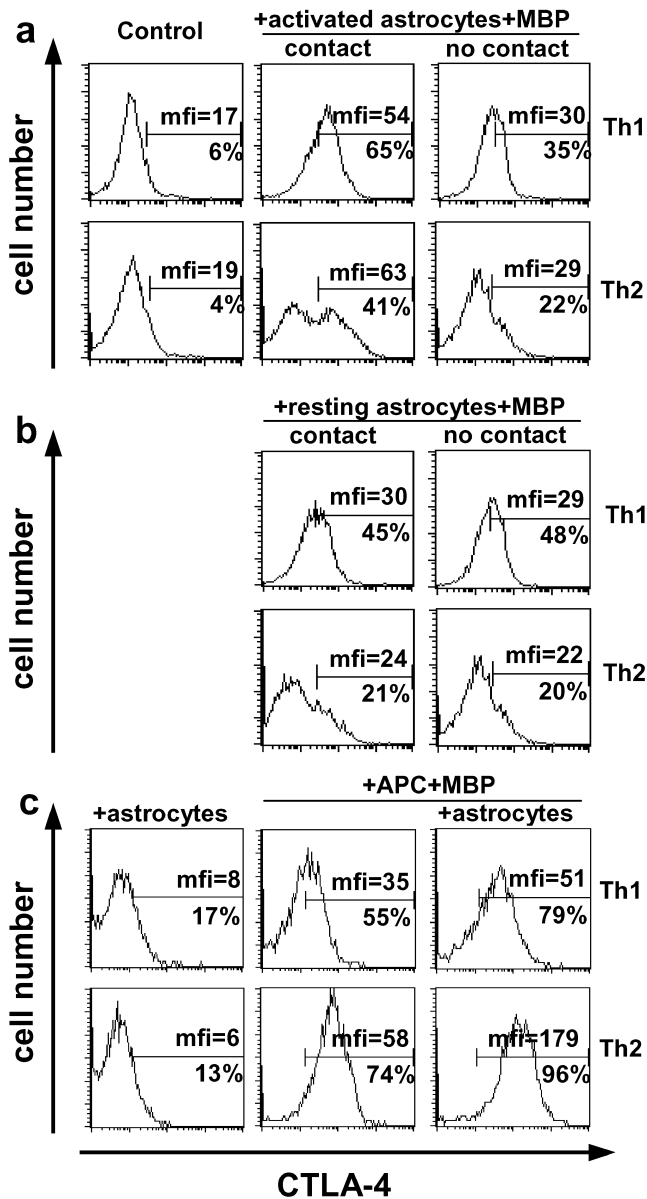 a
Control
+activated astrocytes+MBP
contact
no contact
mfi=17
6%
mfi=54
65%
mfi=30
35%
Th1
mfi=19
4%
mfi=63
41%
mfi=29
22%
Th2
cell number
b
+resting astrocytes+MBP
contact
no contact
mfi=30
45%
mfi=29
48%
Th1
mfi=24
21%
mfi=22
20%
Th2
cell number
c
+APC+MBP
+astrocytes
+astrocytes
mfi=8
17%
mfi=35
55%
mfi=51
79%
Th1
mfi=6
13%
mfi=58
74%
mfi=179
96%
Th2
cell number
CTLA-4